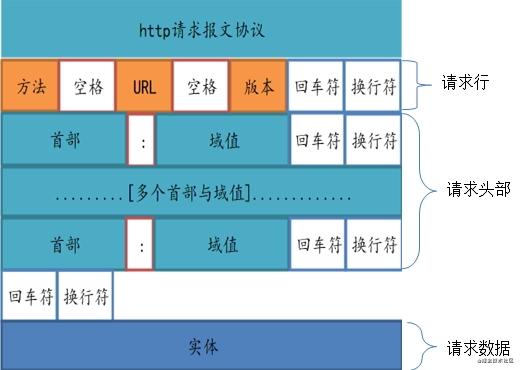 http请求报文协议
方法 空格 URL 空格 版本 回车符 换行符 请求行
首部 : 域值 回车符 换行符
.........[多个首部与域值]............. 请求头部
首部 : 域值 回车符 换行符
回车符 换行符
实体 请求数据